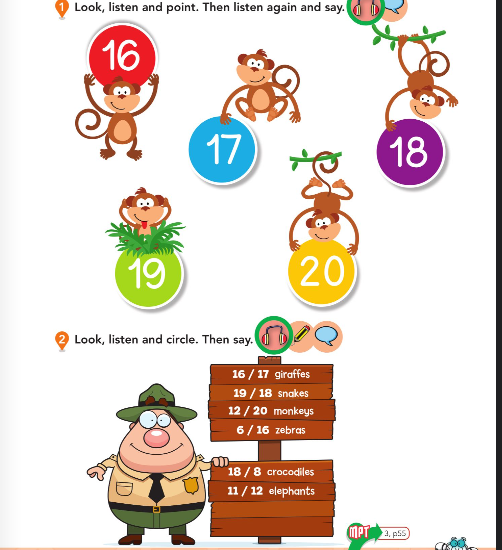 1 Look, listen and point. Then listen again and say.
16
17
18
19
20
2 Look, listen and circle. Then say.
16 / 17 giraffes
19 / 18 snakes
12 / 20 monkeys
6 / 16 zebras
18 / 8 crocodiles
11 / 12 elephants
MPT 3, p55